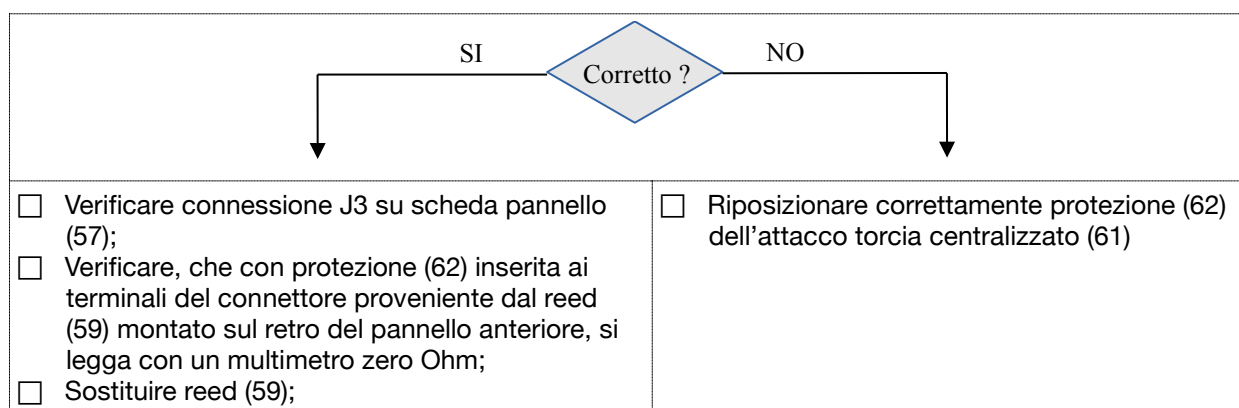 SI
Corretto ?
NO
Verificare connessione J3 su scheda pannello
(57);
Verificare, che con protezione (62) inserita ai
terminali del connettore proveniente dal reed
(59) montato sul retro del pannello anteriore, si
legga con un multimetro zero Ohm;
Sostituire reed (59);
Riposizionare correttamente protezione (62)
dell'attacco torcia centralizzato (61)